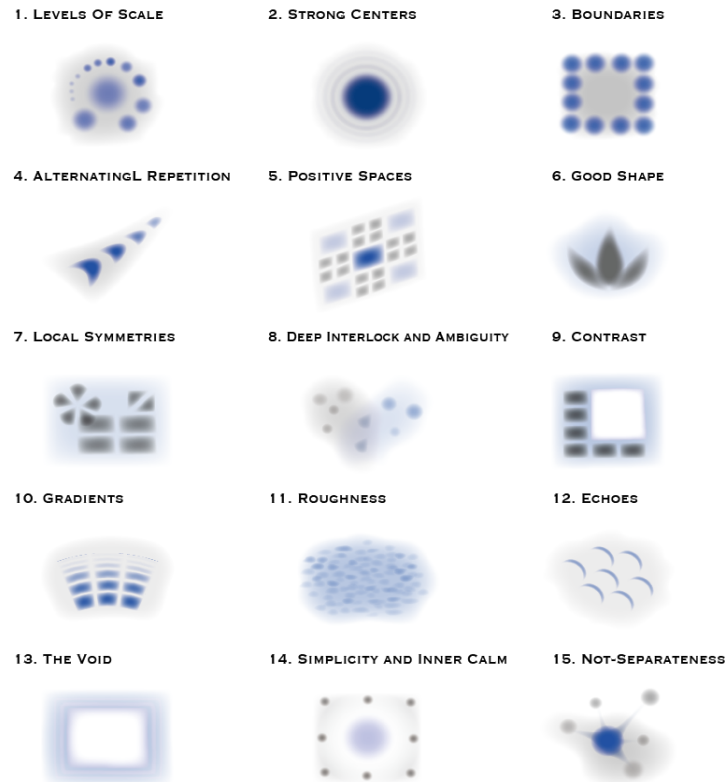 1. Levels Of Scale
2. Strong Centers
3. Boundaries
4. AlternatingL Repetition
5. Positive Spaces
6. Good Shape
7. Local Symmetries
8. Deep Interlock and Ambiguity
9. Contrast
10. Gradients
11. Roughness
12. Echoes
13. The Void
14. Simplicity and Inner Calm
15. Not-Separateness